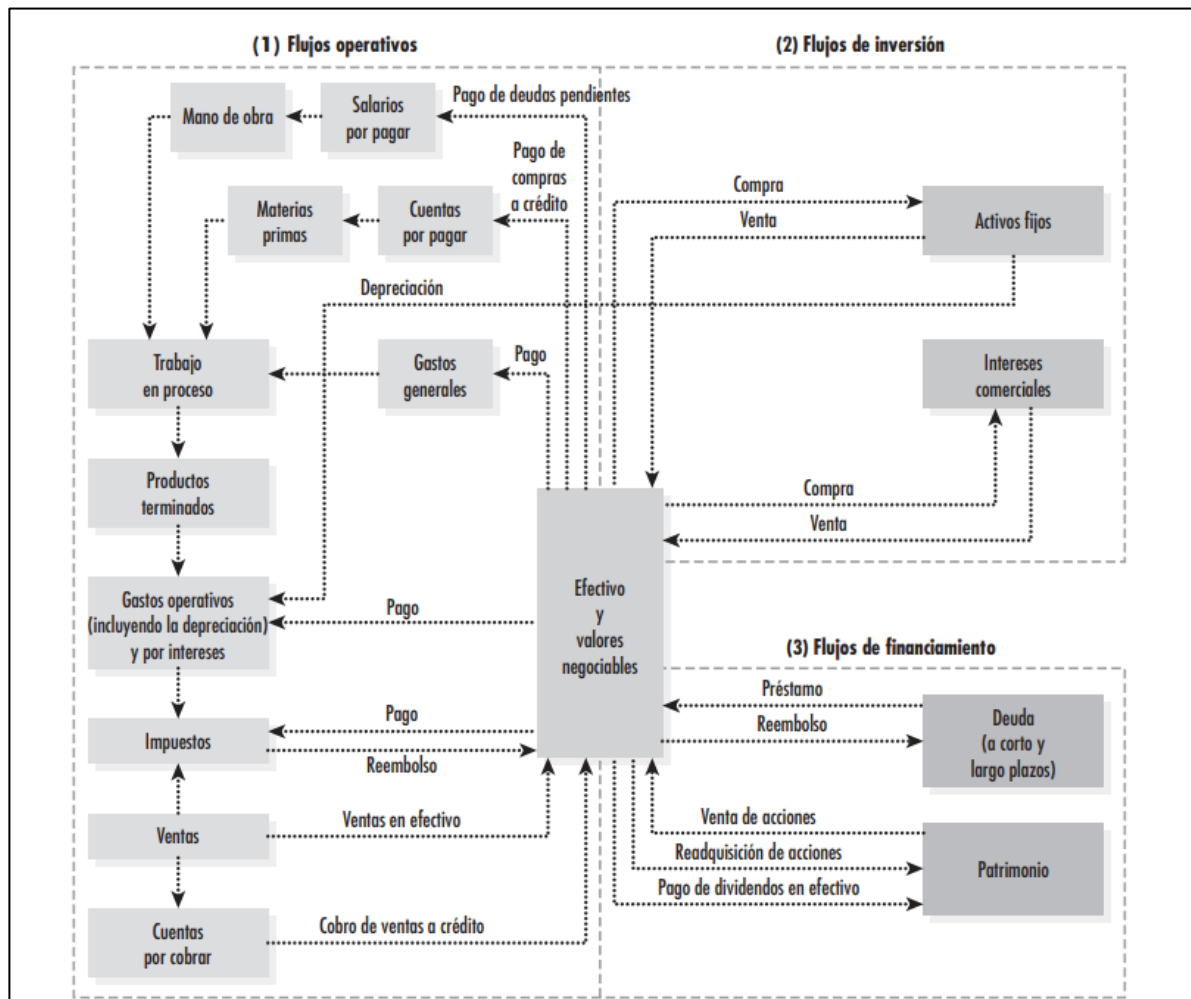 (1) Flujos operativos
Mano de obra
Salarios
por pagar
Pago de deudas pendientes
Pago de
compras
a crédito
Materias
primas
Cuentas
por pagar
Depreciación
Trabajo
en proceso
Gastos
generales
Pago
Productos
terminados
Gastos operativos
(incluyendo la depreciación)
y por intereses
Pago
Impuestos
Pago
Reembolso
Ventas
Ventas en efectivo
Cuentas
por cobrar
Cobro de ventas a crédito
Efectivo
y
valores
negociables
(2) Flujos de inversión
Compra
Venta
Activos fijos
Intereses
comerciales
Compra
Venta
(3) Flujos de financiamiento
Préstamo
Reembolso
Deuda
(a corto y
largo plazos)
Venta de acciones
Readquisición de acciones
Pago de dividendos en efectivo
Patrimonio